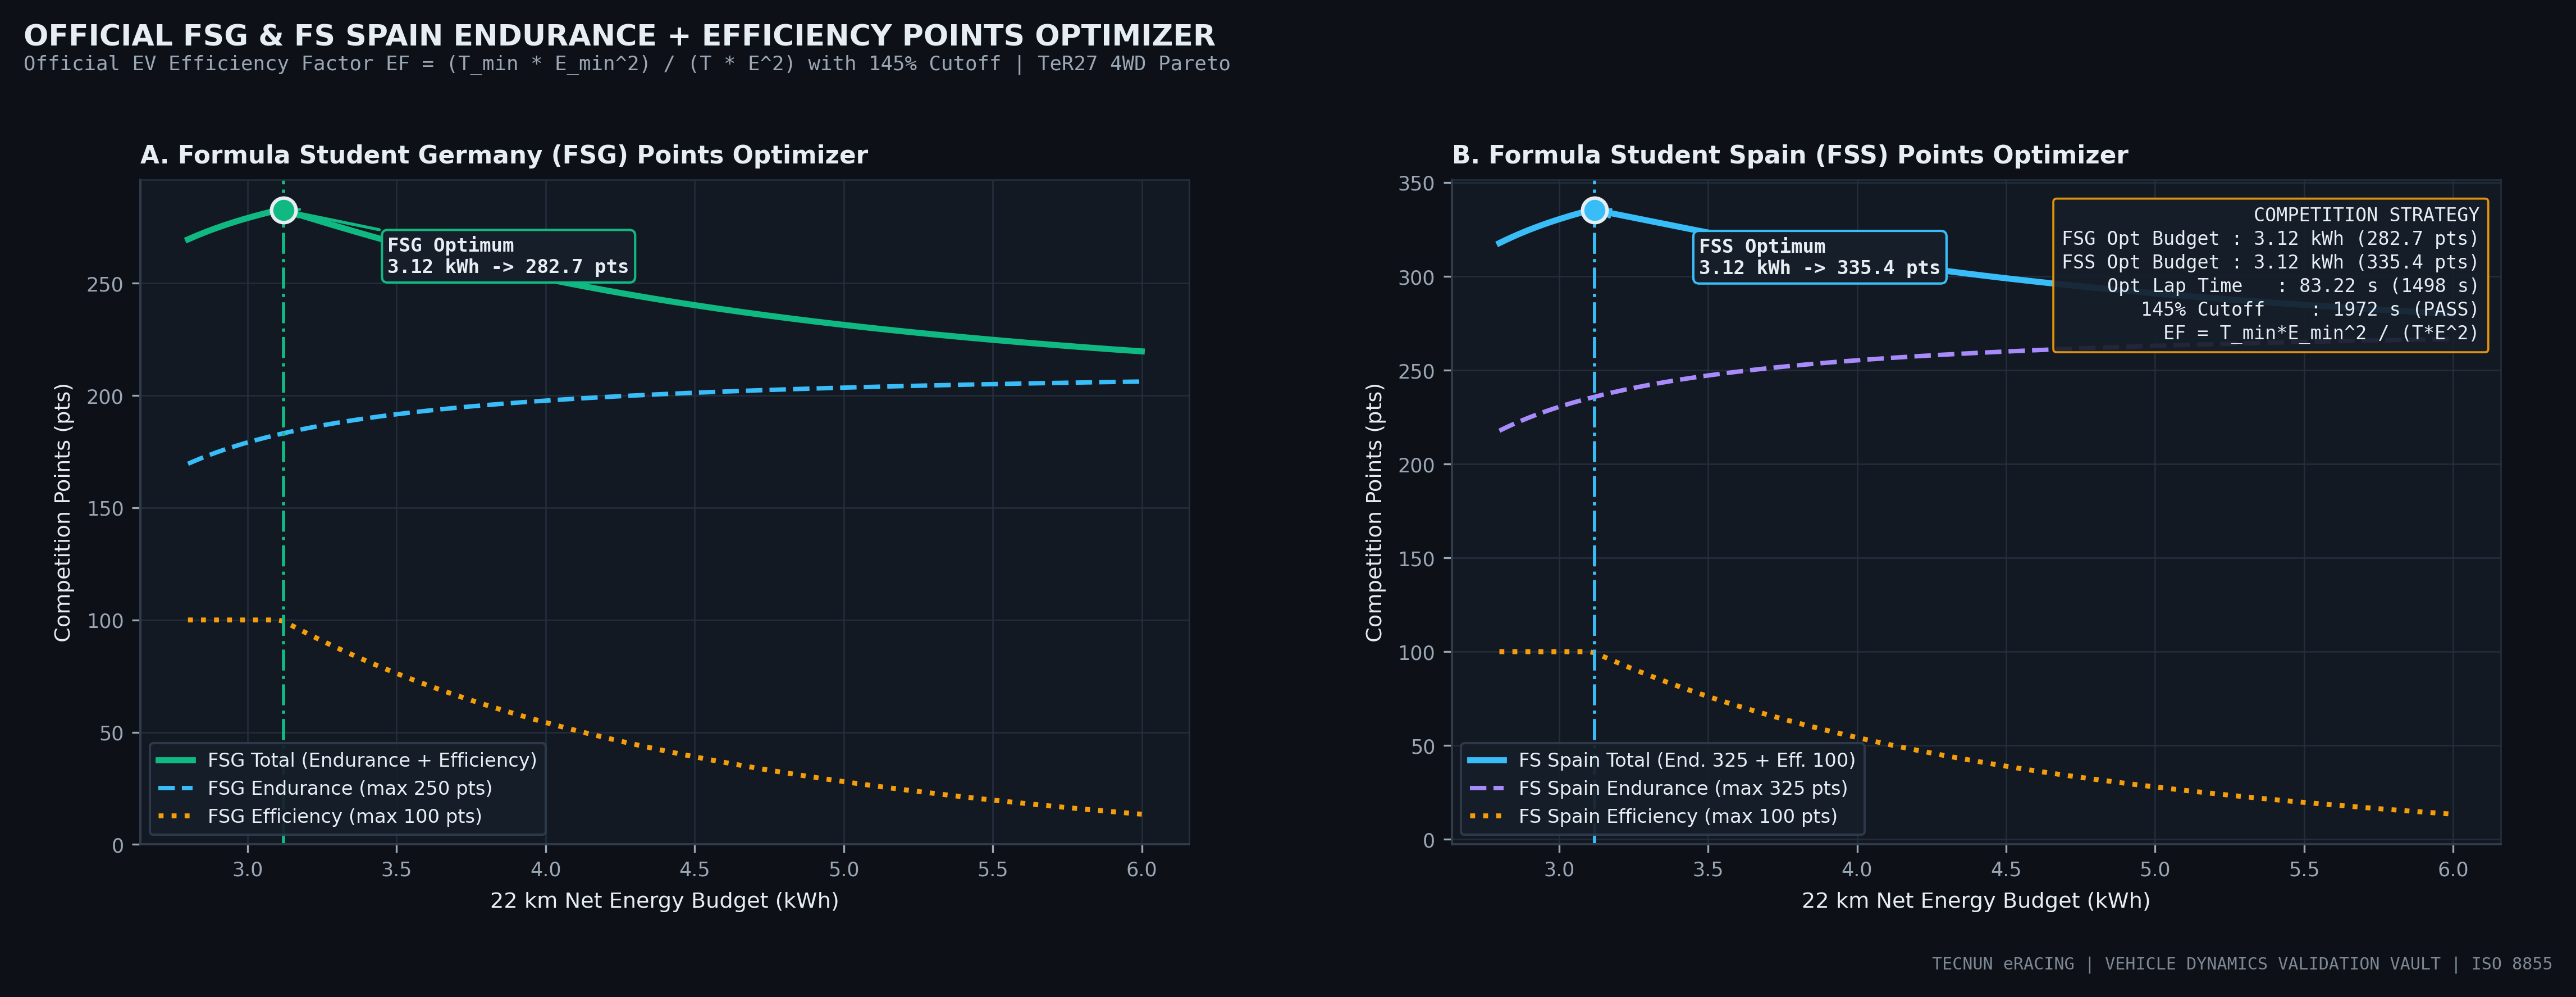 OFFICIAL FSG & FS SPAIN ENDURANCE + EFFICIENCY POINTS OPTIMIZER
Official EV Efficiency Factor EF = (T_min * E_min^2) / (T * E^2) with 145% Cutoff | TeR27 4WD Pareto
A. Formula Student Germany (FSG) Points Optimizer
Competition Points (pts)
250
200
150
100
50
0
FSG Optimum
3.12 kWh -> 282.7 pts
FSG Total (Endurance + Efficiency)
FSG Endurance (max 250 pts)
FSG Efficiency (max 100 pts)
3.0 3.5 4.0 4.5 5.0 5.5 6.0
22 km Net Energy Budget (kWh)
B. Formula Student Spain (FSS) Points Optimizer
Competition Points (pts)
350
300
250
200
150
100
50
0
FSS Optimum
3.12 kWh -> 335.4 pts
COMPETITION STRATEGY
FSG Opt Budget : 3.12 kWh (282.7 pts)
FSS Opt Budget : 3.12 kWh (335.4 pts)
Opt Lap Time : 83.22 s (1498 s)
145% Cutoff : 1972 s (PASS)
EF = T_min*E_min^2 / (T*E^2)
FS Spain Total (End. 325 + Eff. 100)
FS Spain Endurance (max 325 pts)
FS Spain Efficiency (max 100 pts)
3.0 3.5 4.0 4.5 5.0 5.5 6.0
22 km Net Energy Budget (kWh)
TECNUN eRACING | VEHICLE DYNAMICS VALIDATION VAULT | ISO 8855